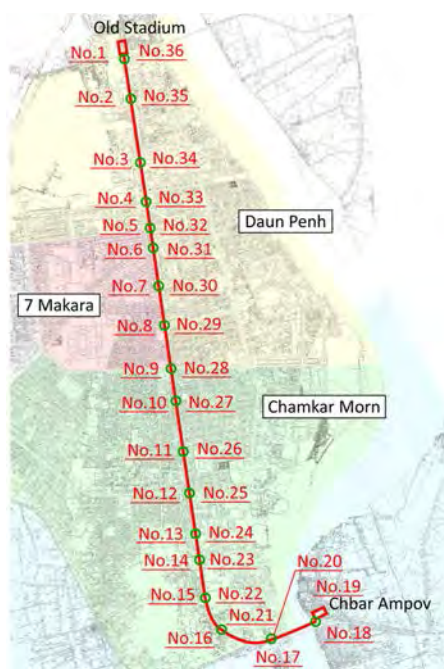 Old Stadium
No.1 No.36
No.2 No.35
No.3 No.34
No.4 No.33
No.5 No.32
Daun Penh
No.6 No.31
No.7 No.30
7 Makara
No.8 No.29
No.9 No.28
No.10 No.27
Chamkar Morn
No.11 No.26
No.12 No.25
No.13 No.24
No.14 No.23
No.20
No.15 No.22
No.19
Chbar Ampov
No.21
No.16 No.18
No.17